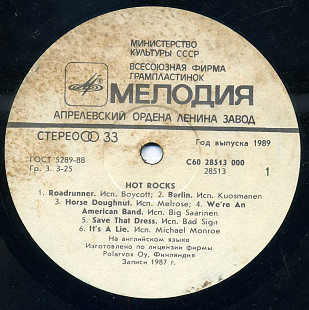 МИНИСТЕРСТВО
КУЛЬТУРЫ СССР
ВСЕСОЮЗНАЯ ФИРМА
ГРАМПЛАСТИНОК
МЕЛОДИЯ
АПРЕЛЕВСКИЙ ОРДЕНА ЛЕНИНА ЗАВОД
СТЕРЕО 33
Год выпуска 1989
ГОСТ 5289-88
Гр. 3. 3-25
С60 28513 000
28513
1
HOT ROCKS
1. Roadrunner. Исп. Boycott; 2. Berlin. Исп. Kuosmanen
3. Horse Doughnut. Исп. Melrose; 4. We're An
American Band. Исп. Big Saarinen
5. Save That Dress. Исп. Bad Sign
6. It's A Lie. Исп. Michael Monroe
На английском языке
Изготовлено по лицензии фирмы
Polarvox Oy, Финляндия
Записи 1987 г.